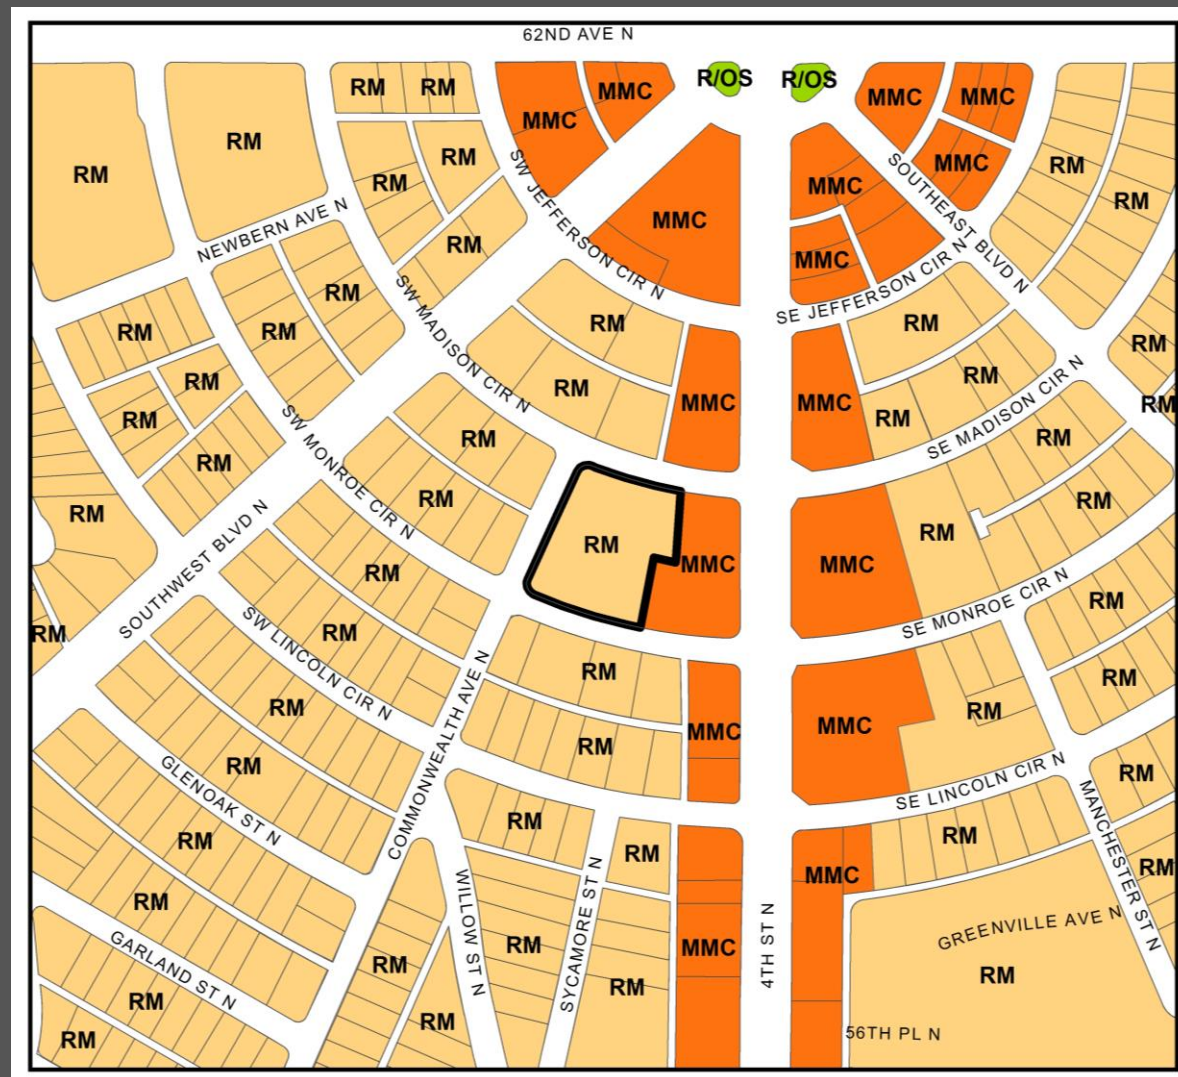 62ND AVE N
RM
RM
R/OS
R/OS
MMC
MMC
MMC
MMC
MMC
RM
RM
RM
RM
MMC
RM
RM
RM
SW JEFFERSON CIR N
SOUTHEAST BLVD N
NEWBERN AVE N
MMC
MMC
RM
MMC
SE JEFFERSON CIR N
RM
RM
SW MADISON CIR N
RM
RM
RM
RM
RM
RM
RM
RM
MMC
MMC
RM
RM
SE MADISON CIR N
RM
RM
RM
RM
RM
SW MONROE CIR N
RM
RM
RM
SOUTHWEST BLVD N
RM
RM
MMC
MMC
RM
RM
SE MONROE CIR N
RM
RM
SW LINCOLN CIR N
RM
RM
RM
MMC
MMC
RM
RM
COMMONWEALTH AVE N
RM
RM
SE LINCOLN CIR N
RM
GLENOAK ST N
RM
RM
RM
RM
MANCHESTER ST N
MMC
RM
RM
WILLOW ST N
SYCAMORE ST N
4TH ST N
GREENVILLE AVE N
GARLAND ST N
RM
RM
MMC
RM
RM
RM
RM
RM
56TH PL N
RM